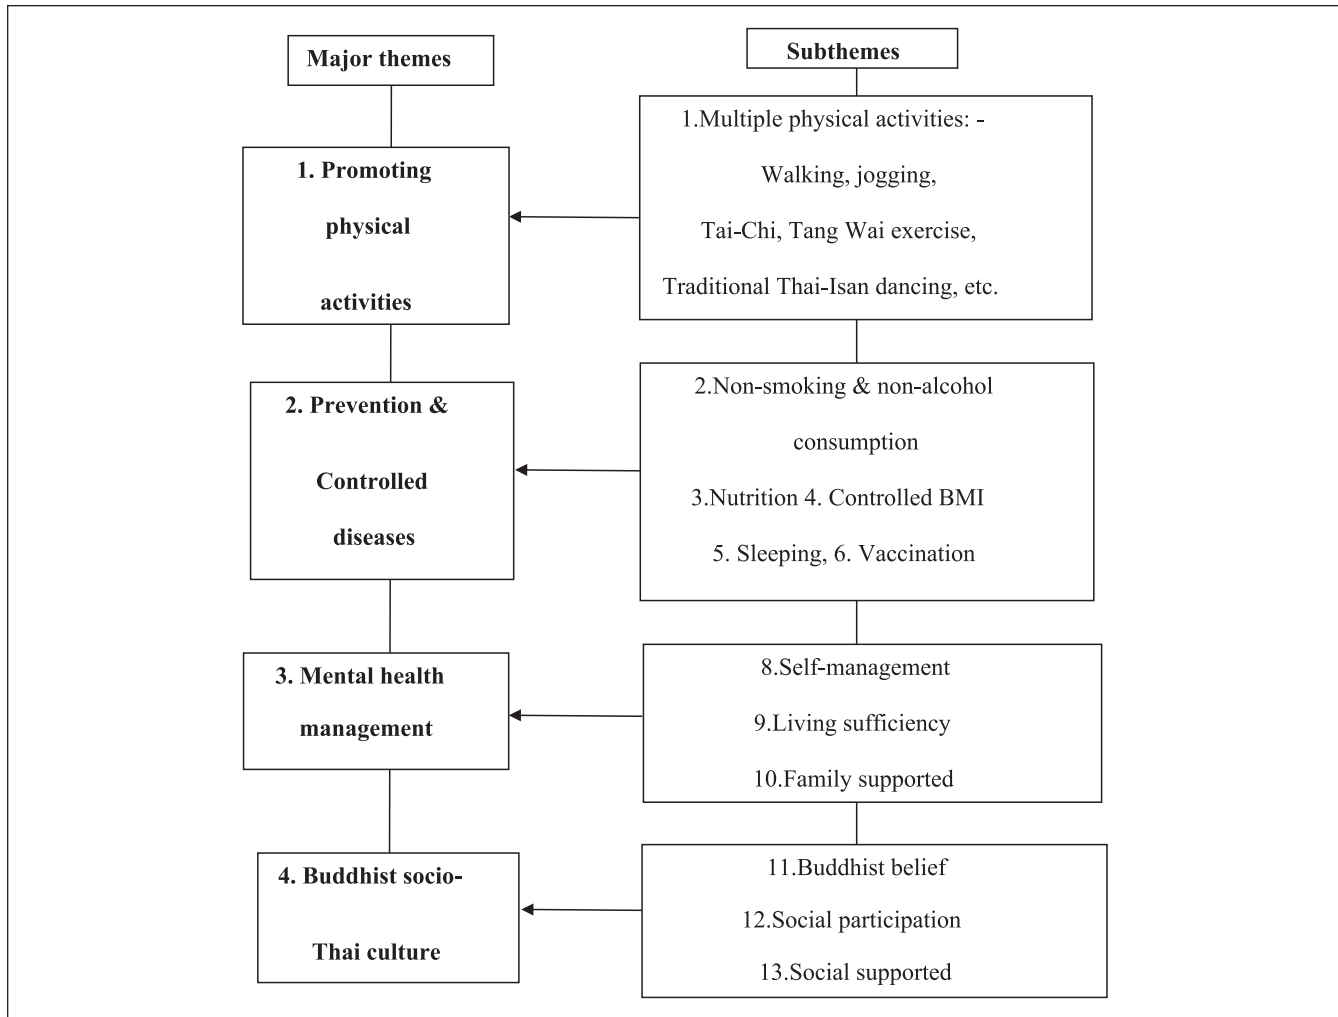 Major themes
Subthemes
1. Promoting
physical
activities
1.Multiple physical activities: -
Walking, jogging,
Tai-Chi, Tang Wai exercise,
Traditional Thai-Isan dancing, etc.
2. Prevention &
Controlled
diseases
2.Non-smoking & non-alcohol
consumption
3.Nutrition 4. Controlled BMI
5. Sleeping, 6. Vaccination
3. Mental health
management
8.Self-management
9.Living sufficiency
10.Family supported
4. Buddhist socio-
Thai culture
11.Buddhist belief
12.Social participation
13.Social supported